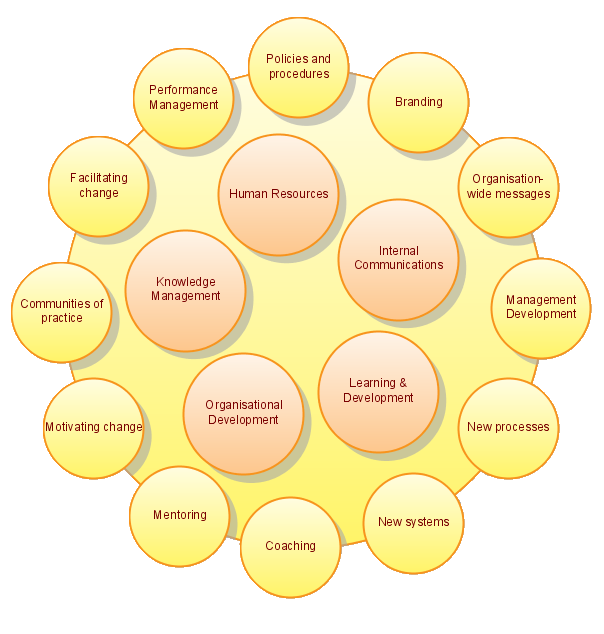 Policies and
procedures
Branding
Organisation-
wide messages
Management
Development
New processes
New systems
Coaching
Mentoring
Motivating change
Communities of
practice
Facilitating
change
Performance
Management
Human Resources
Internal
Communications
Learning &
Development
Organisational
Development
Knowledge
Management